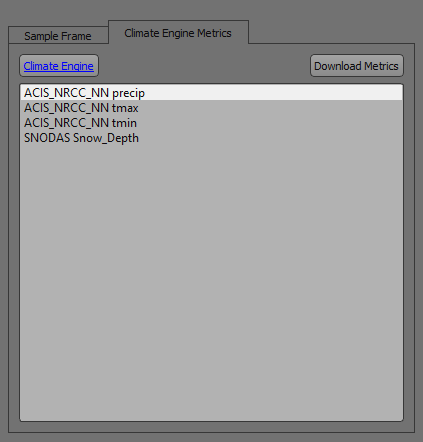 Sample Frame
Climate Engine Metrics
Climate Engine
Download Metrics
ACIS_NRCC_NN precip
ACIS_NRCC_NN tmax
ACIS_NRCC_NN tmin
SNODAS Snow_Depth